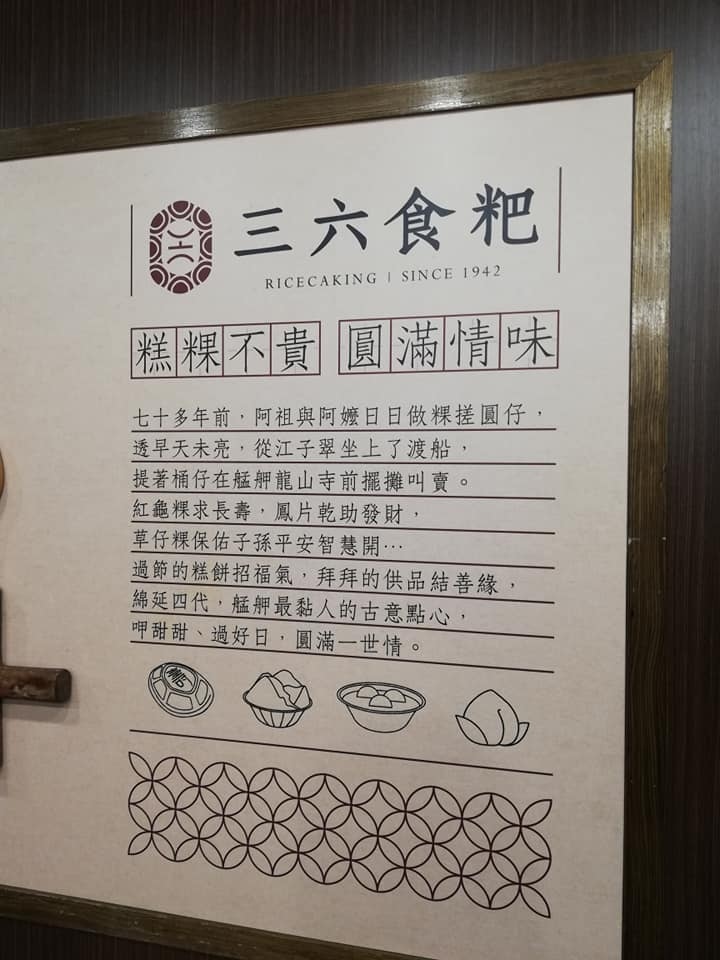 三六食粑
RICECAKING | SINCE 1942
糕粿不貴 圓滿情味
七十多年前，阿祖與阿嬤日日做粿搓圓仔，
透早天未亮，從江子翠坐上了渡船，
提著桶仔在艋舺龍山寺前擺攤叫賣。
紅龜粿求長壽，鳳片乾助發財，
草仔粿保佑子孫平安智慧開…
過節的糕餅招福氣，拜拜的供品結善緣，
綿延四代，艋舺最黏人的古意點心，
呷甜甜、過好日，圓滿一世情。